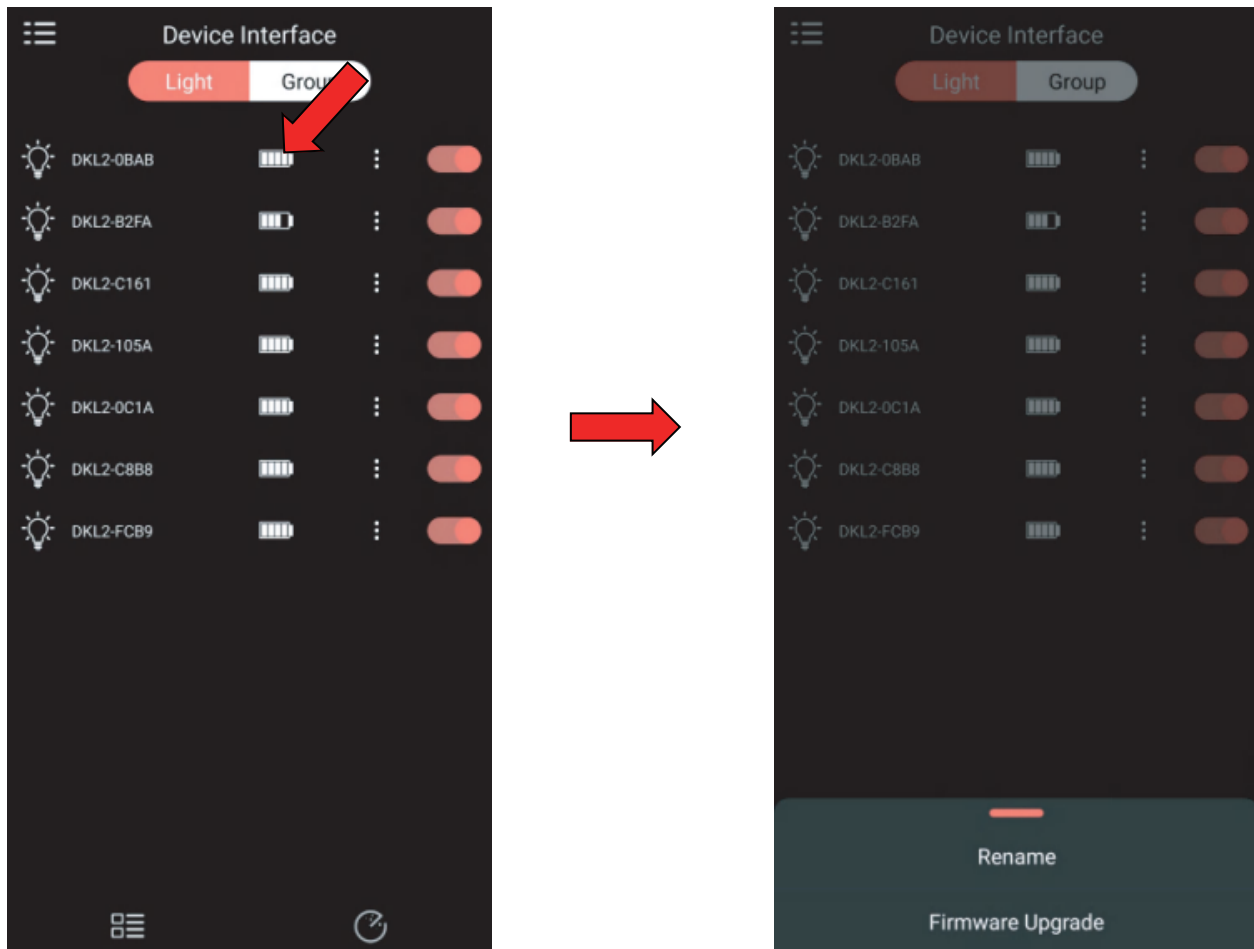 Device Interface
Light Group
DKL2-0BAB
DKL2-B2FA
DKL2-C161
DKL2-105A
DKL2-0C1A
DKL2-C8B8
DKL2-FCB9
Device Interface
Light Group
DKL2-0BAB
DKL2-B2FA
DKL2-C161
DKL2-105A
DKL2-0C1A
DKL2-C8B8
DKL2-FCB9
Rename
Firmware Upgrade